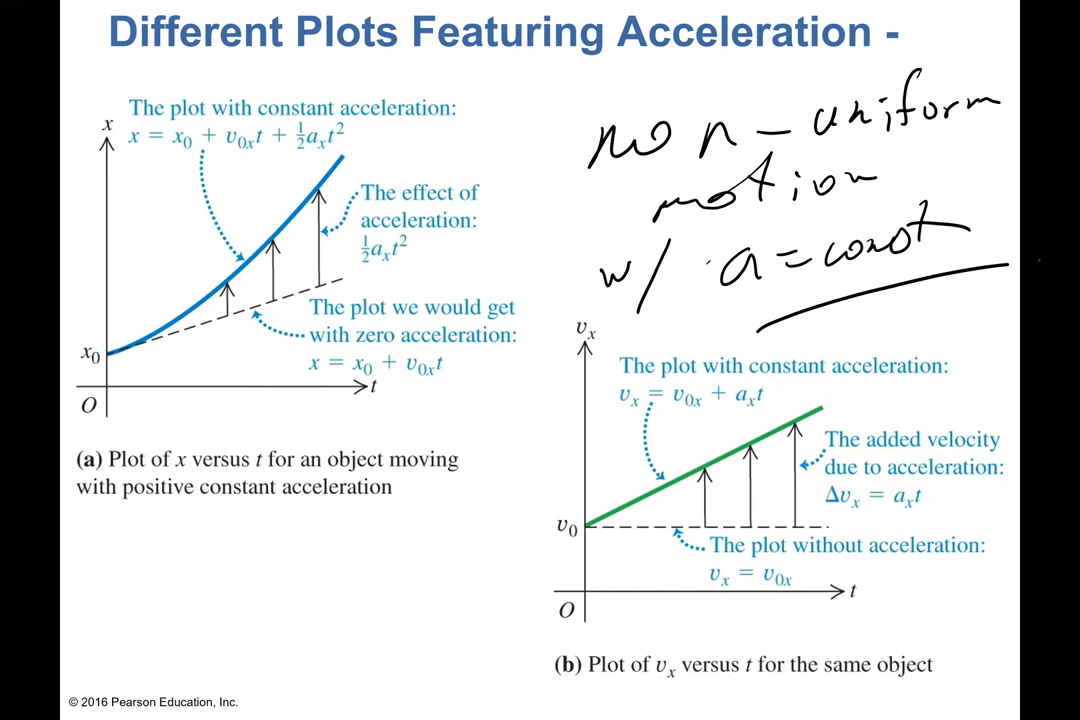 Different Plots Featuring Acceleration -
The plot with constant acceleration:
x = x₀ + v₀ₓt + ½aₓt²
x
The effect of
acceleration:
½aₓt²
The plot we would get
with zero acceleration:
x = x₀ + v₀ₓt
x₀
t
O
(a) Plot of x versus t for an object moving
with positive constant acceleration
non-uniform
motion
w/ a = const
vₓ
The plot with constant acceleration:
vₓ = v₀ₓ + aₓt
The added velocity
due to acceleration:
Δvₓ = aₓt
v₀
The plot without acceleration:
vₓ = v₀ₓ
t
O
(b) Plot of vₓ versus t for the same object
© 2016 Pearson Education, Inc.